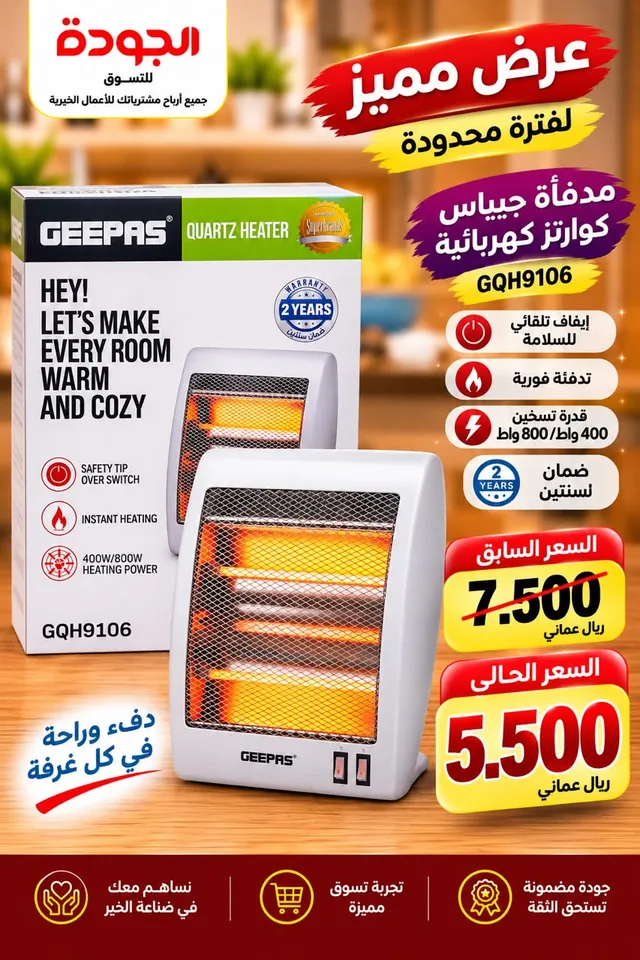 الجودة
للتسوق
جميع أرباح مشترياتك للأعمال الخيرية
عرض مميز
لفترة محدودة
مدفأة جيباس
كوارتز كهربائية
GQH9106
إيفاف تلقائي
للسلامة
تدفئة فورية
قدرة تسخين
400 واط/ 800 واط
2
YEARS
ضمان
لسنتين
السعر السابق
7.500
ريال عماني
السعر الحالي
5.500
ريال عماني
GEEPAS®
QUARTZ HEATER
Superbrands
HEY!
LET'S MAKE
EVERY ROOM
WARM
AND COZY
WARRANTY
2 YEARS
ضمان سنتين
SAFETY TIP
OVER SWITCH
INSTANT HEATING
400W/800W
HEATING POWER
GQH9106
GEEPAS®
دفء وراحة
في كل غرفة
جودة مضمونة
تستحق الثقة
تجربة تسوق
مميزة
نساهم معك
في صناعة الخير